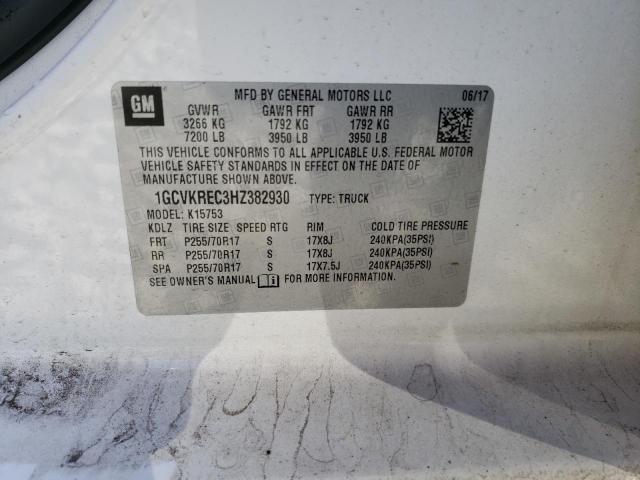 GM
MFD BY GENERAL MOTORS LLC 06/17
GVWR GAWR FRT GAWR RR
3266 KG 1792 KG 1792 KG
7200 LB 3950 LB 3950 LB
THIS VEHICLE CONFORMS TO ALL APPLICABLE U.S. FEDERAL MOTOR
VEHICLE SAFETY STANDARDS IN EFFECT ON THE DATE OF
MANUFACTURE SHOWN ABOVE.
1GCVKREC3HZ382930 TYPE: TRUCK
MODEL: K15753
KDLZ TIRE SIZE SPEED RTG RIM COLD TIRE PRESSURE
FRT P255/70R17 S 17X8J 240KPA(35PSI)
RR P255/70R17 S 17X8J 240KPA(35PSI)
SPA P255/70R17 S 17X7.5J 240KPA(35PSI)
SEE OWNER'S MANUAL FOR MORE INFORMATION.